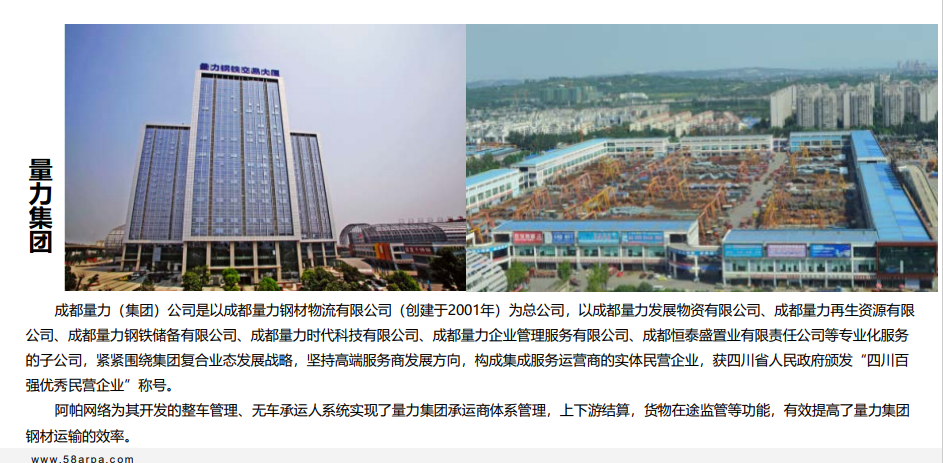 量力钢铁交易大厦
量力集团
成都量力（集团）公司是以成都量力钢材物流有限公司（创建于2001年）为总公司，以成都量力发展物资有限公司、成都量力再生资源有限
公司、成都量力钢铁储备有限公司、成都量力时代科技有限公司、成都量力企业管理服务有限公司、成都恒泰盛置业有限责任公司等专业化服务
的子公司，紧紧围绕集团复合业态发展战略，坚持高端服务商发展方向，构成集成服务运营商的实体民营企业，获四川省人民政府颁发“四川百
强优秀民营企业”称号。
阿帕网络为其开发的整车管理、无车承运人系统实现了量力集团承运商体系管理，上下游结算，货物在途监管等功能，有效提高了量力集团
钢材运输的效率。
www.58arpa.com